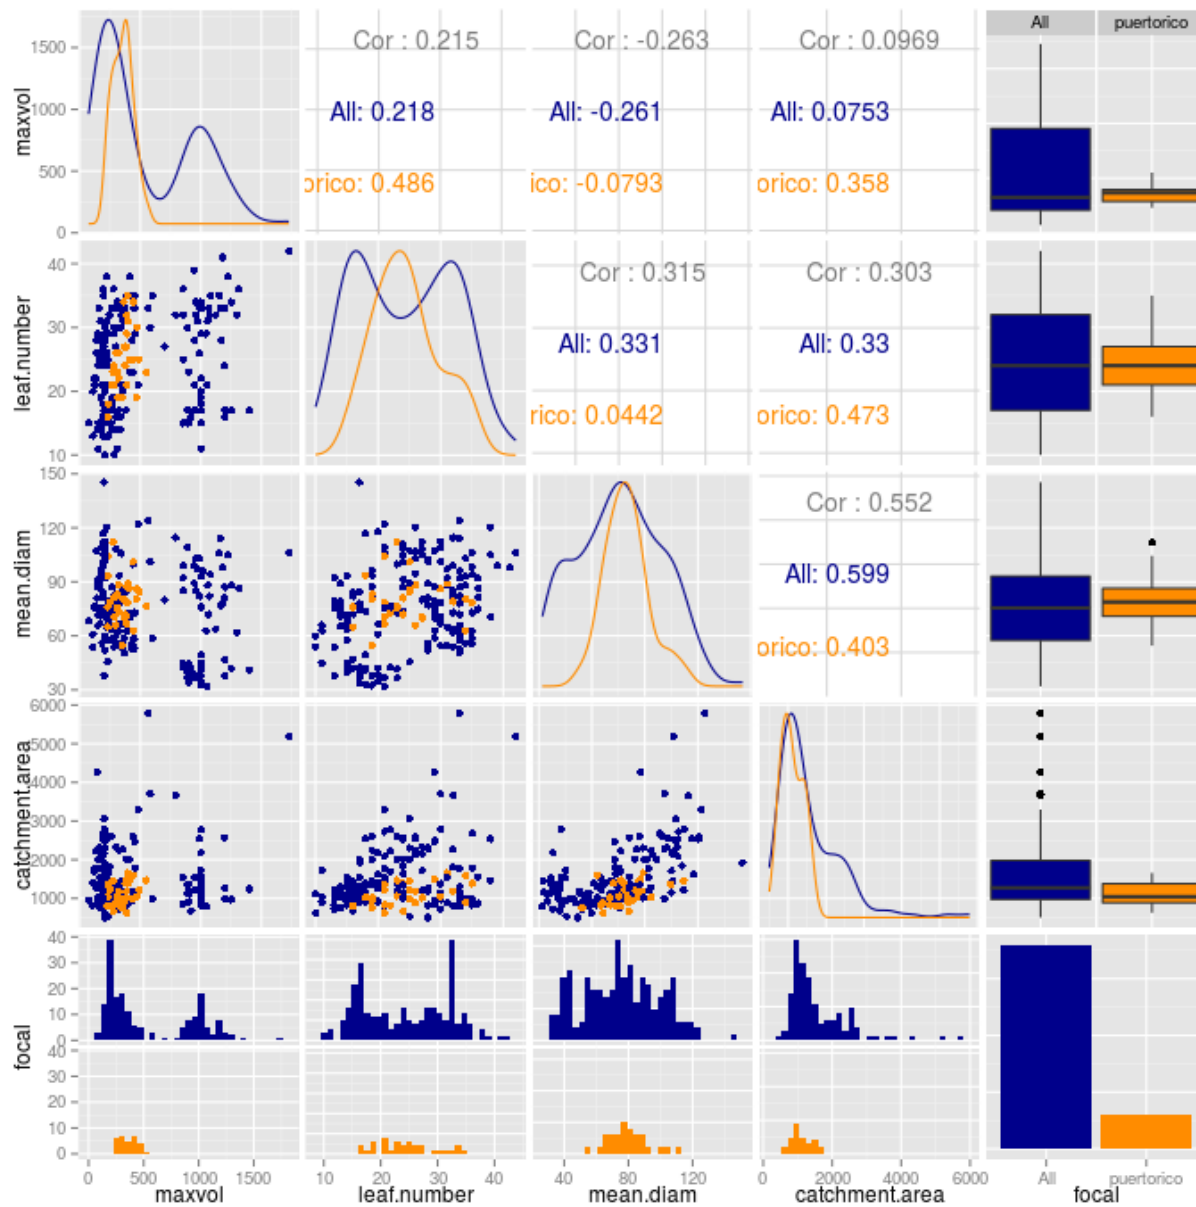 All puertorico
maxvol
1500
1000
500
0
Cor : 0.215
All: 0.218
orico: 0.486
Cor : -0.263
All: -0.261
ico: -0.0793
Cor : 0.0969
All: 0.0753
orico: 0.358
leaf.number
40
30
20
10
Cor : 0.315
All: 0.331
rico: 0.0442
Cor : 0.303
All: 0.33
orico: 0.473
mean.diam
150
120
90
60
30
Cor : 0.552
All: 0.599
orico: 0.403
catchment.area
6000
5000
4000
3000
2000
1000
focal
40
30
20
10
0
40
30
20
10
0
0 500 1000 1500
maxvol
10 20 30 40
leaf.number
40 80 120
mean.diam
0 2000 4000 6000
catchment.area
All puertorico
focal